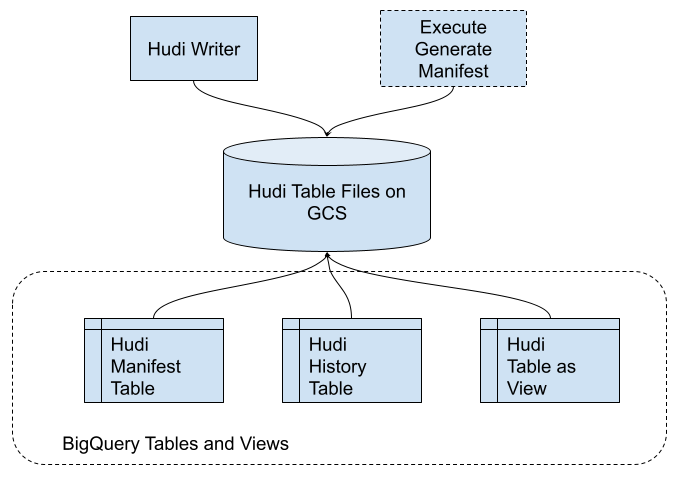 Hudi Writer
Execute
Generate
Manifest
Hudi Table Files on
GCS
Hudi
Manifest
Table
Hudi
History
Table
Hudi
Table as
View
BigQuery Tables and Views